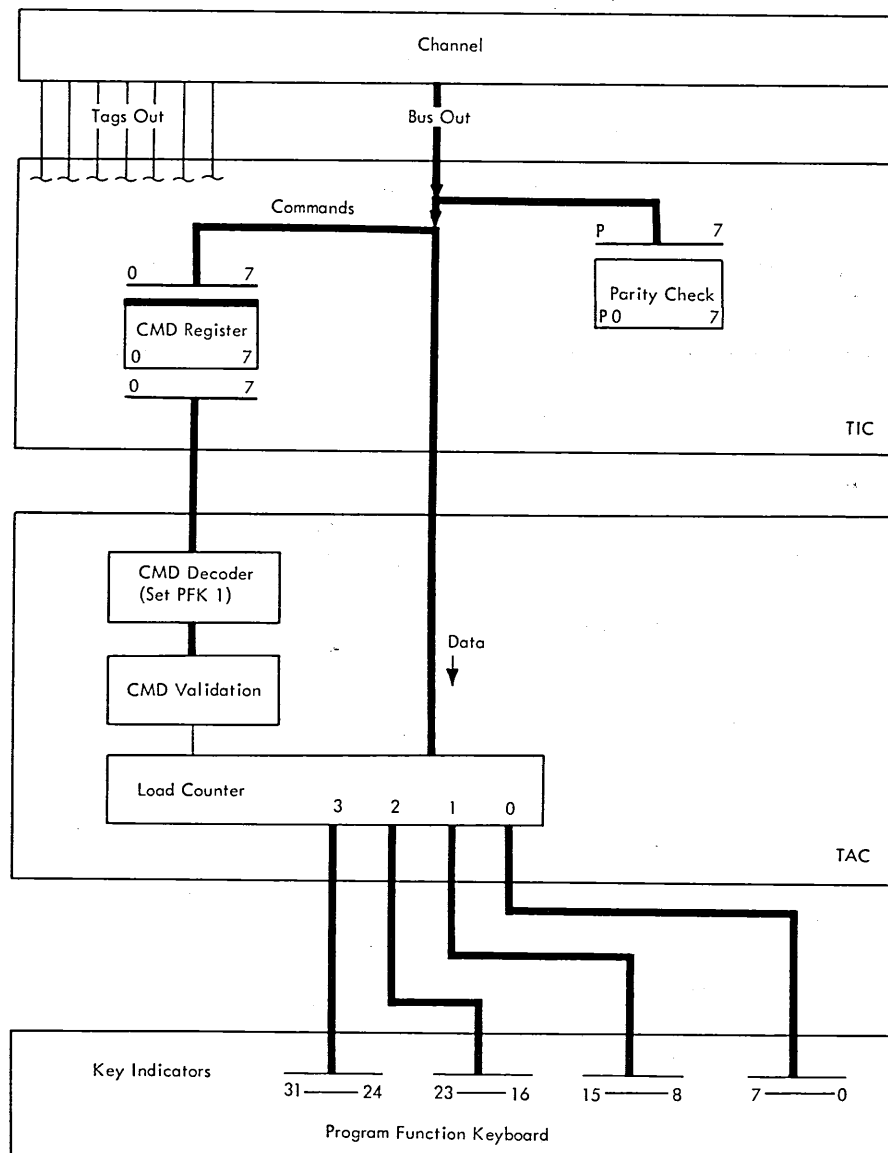 Channel
Tags Out
Bus Out
Commands
P 7
0 7
Parity Check
P 0 7
CMD Register
0 7
0 7
TIC
CMD Decoder
(Set PFK 1)
Data
CMD Validation
Load Counter
3 2 1 0
TAC
Key Indicators
31 24 23 16 15 8 7 0
Program Function Keyboard